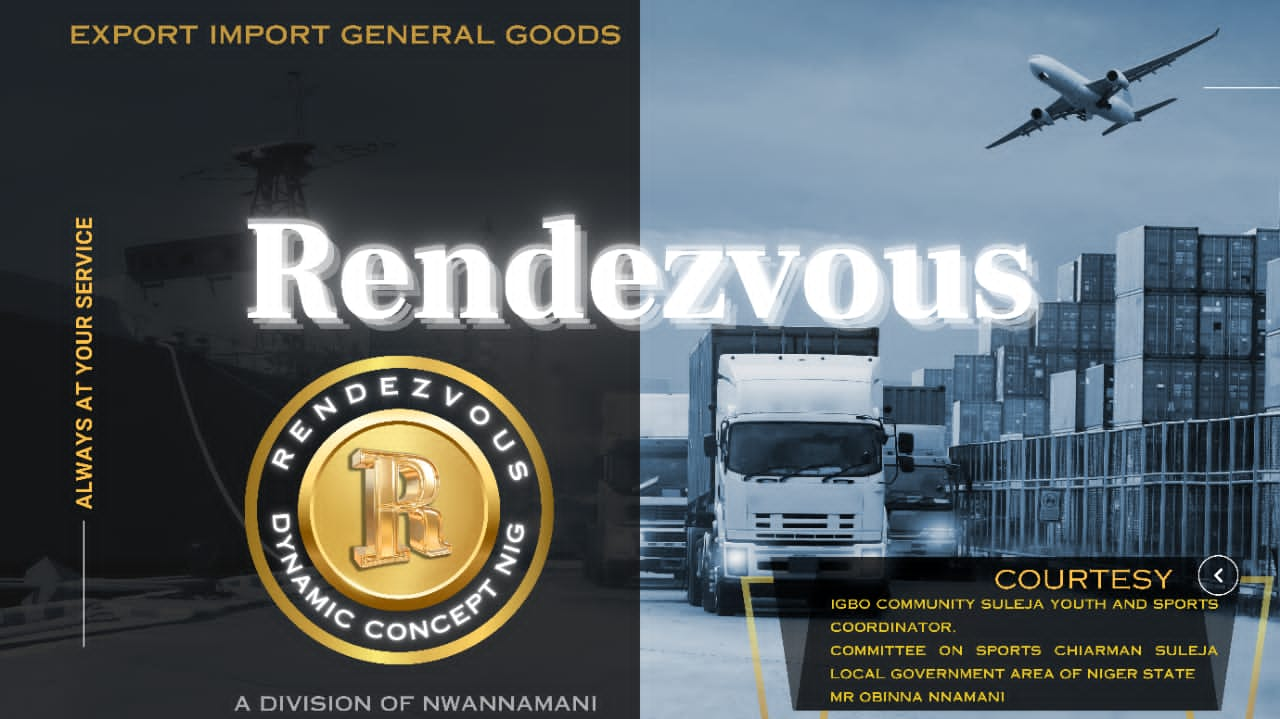 EXPORT IMPORT GENERAL GOODS
ALWAYS AT YOUR SERVICE
Rendezvous
RENDEZVOUS
R
DYNAMIC CONCEPT NIG
A DIVISION OF NWANNAMANI
COURTESY
IGBO COMMUNITY SULEJA YOUTH AND SPORTS
COORDINATOR.
COMMITTEE ON SPORTS CHIARMAN SULEJA
LOCAL GOVERNMENT AREA OF NIGER STATE
MR OBINNA NNAMANI